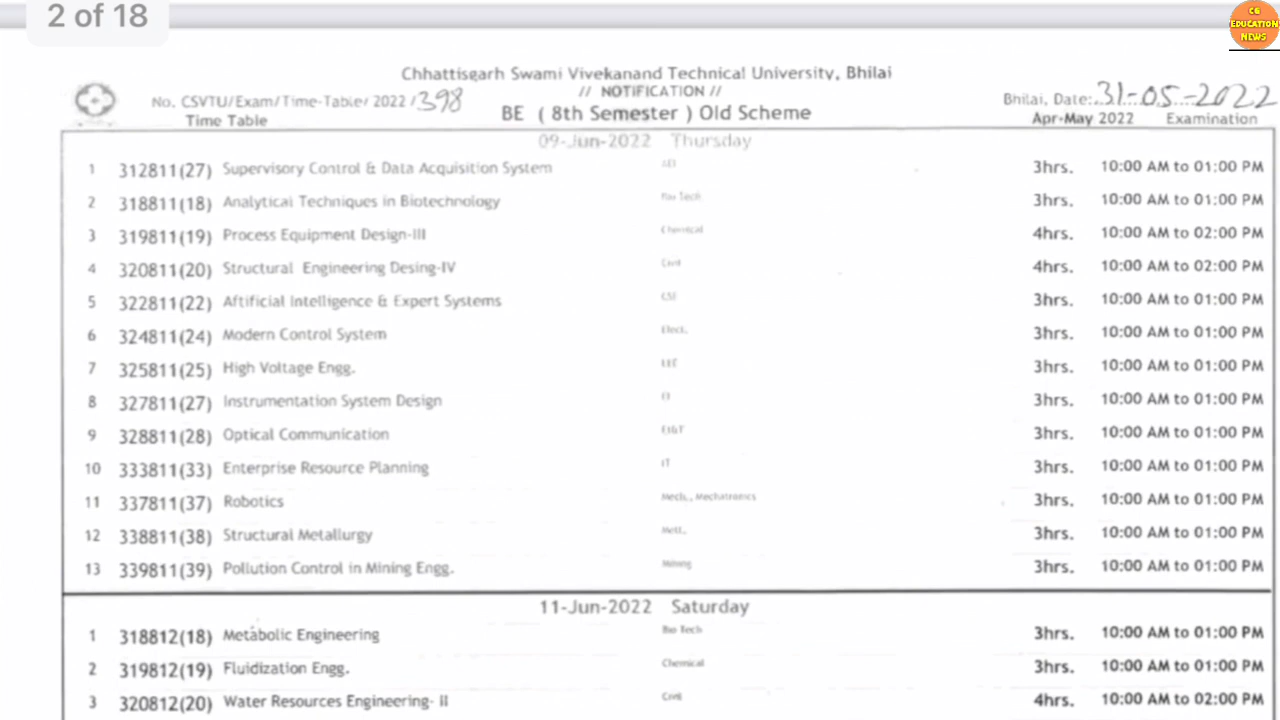 2 of 18
CG
EDUCATION
NEWS
Chhattisgarh Swami Vivekanand Technical University, Bhilai
// NOTIFICATION //
No. CSVTU/Exam/Time-Table/ 2022 /398
Bhilai, Date: 31-05-2022
BE ( 8th Semester ) Old Scheme
Time Table
Apr-May 2022 Examination
09-Jun-2022 Thursday
1 312811(27) Supervisory Control & Data Acquisition System 3hrs. 10:00 AM to 01:00 PM
2 318811(18) Analytical Techniques in Biotechnology Bio Tech 3hrs. 10:00 AM to 01:00 PM
3 319811(19) Process Equipment Design-III Chemical 4hrs. 10:00 AM to 02:00 PM
4 320811(20) Structural Engineering Desing-IV Civil 4hrs. 10:00 AM to 02:00 PM
5 322811(22) Aftificial Intelligence & Expert Systems CSE 3hrs. 10:00 AM to 01:00 PM
6 324811(24) Modern Control System Elect. 3hrs. 10:00 AM to 01:00 PM
7 325811(25) High Voltage Engg. 3hrs. 10:00 AM to 01:00 PM
8 327811(27) Instrumentation System Design EI 3hrs. 10:00 AM to 01:00 PM
9 328811(28) Optical Communication Et&T 3hrs. 10:00 AM to 01:00 PM
10 333811(33) Enterprise Resource Planning IT 3hrs. 10:00 AM to 01:00 PM
11 337811(37) Robotics Mech., Mechatronics 3hrs. 10:00 AM to 01:00 PM
12 338811(38) Structural Metallurgy Mett. 3hrs. 10:00 AM to 01:00 PM
13 339811(39) Pollution Control in Mining Engg. Mining 3hrs. 10:00 AM to 01:00 PM
11-Jun-2022 Saturday
1 318812(18) Metabolic Engineering Bio Tech 3hrs. 10:00 AM to 01:00 PM
2 319812(19) Fluidization Engg. Chemical 3hrs. 10:00 AM to 01:00 PM
3 320812(20) Water Resources Engineering- II Civil 4hrs. 10:00 AM to 02:00 PM